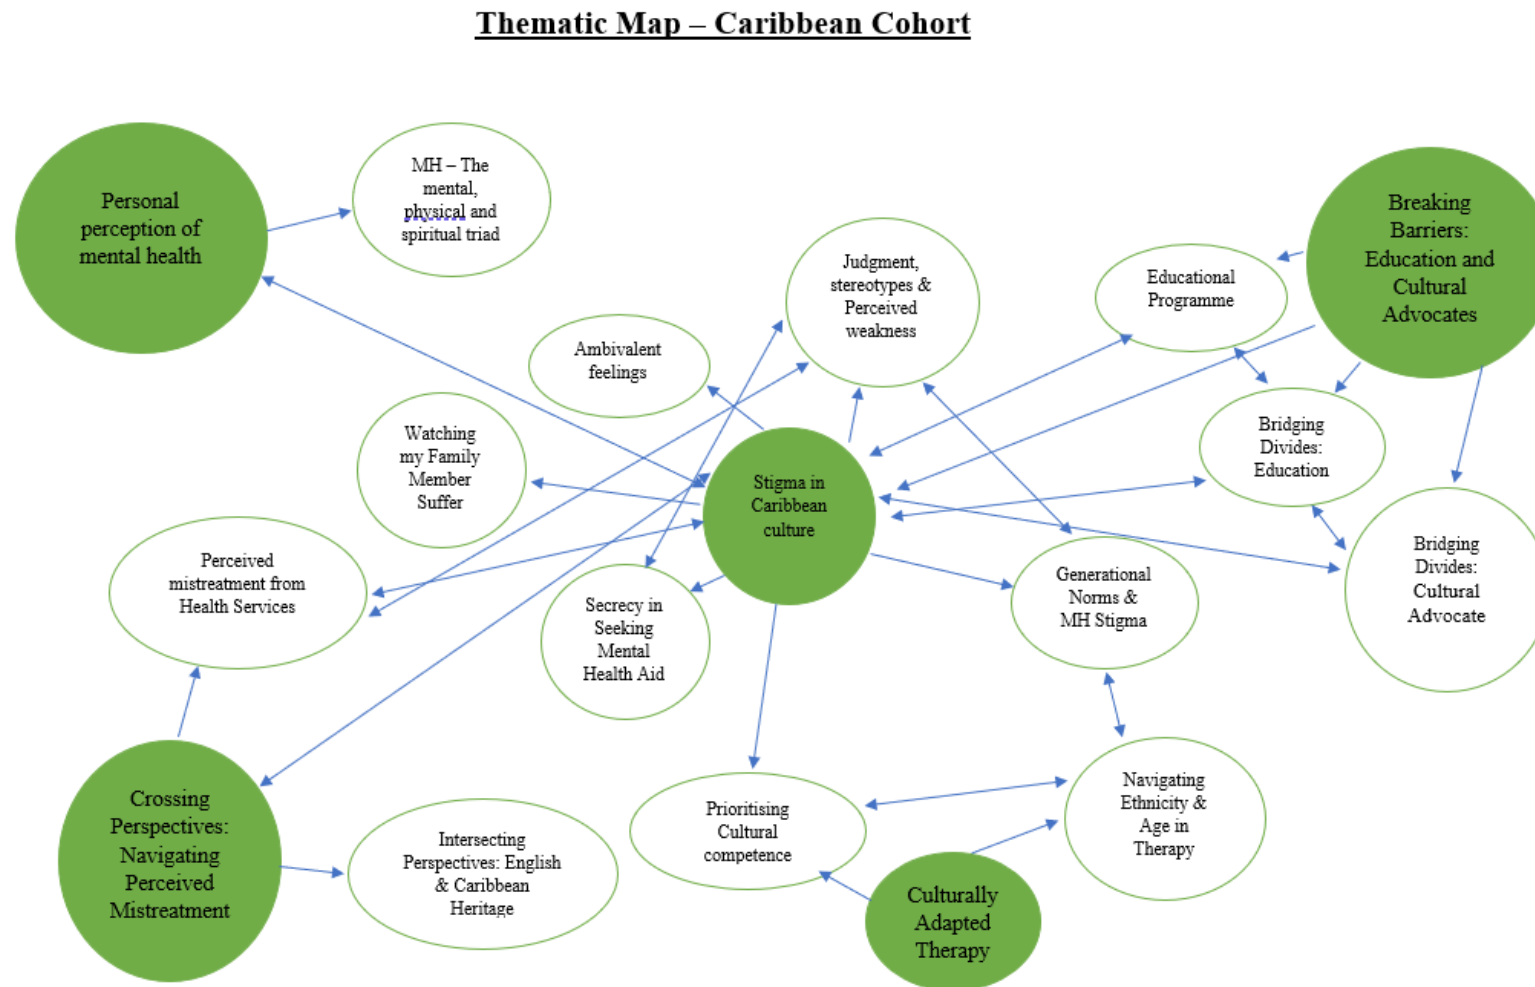 Thematic Map – Caribbean Cohort
Personal
perception of
mental health
MH – The
mental,
physical and
spiritual triad
Judgment,
stereotypes &
Perceived
weakness
Educational
Programme
Breaking
Barriers:
Education and
Cultural
Advocates
Ambivalent
feelings
Watching
my Family
Member
Suffer
Stigma in
Caribbean
culture
Bridging
Divides:
Education
Perceived
mistreatment from
Health Services
Secrecy in
Seeking
Mental
Health Aid
Generational
Norms &
MH Stigma
Bridging
Divides:
Cultural
Advocate
Crossing
Perspectives:
Navigating
Perceived
Mistreatment
Intersecting
Perspectives: English
& Caribbean
Heritage
Prioritising
Cultural
competence
Navigating
Ethnicity &
Age in
Therapy
Culturally
Adapted
Therapy